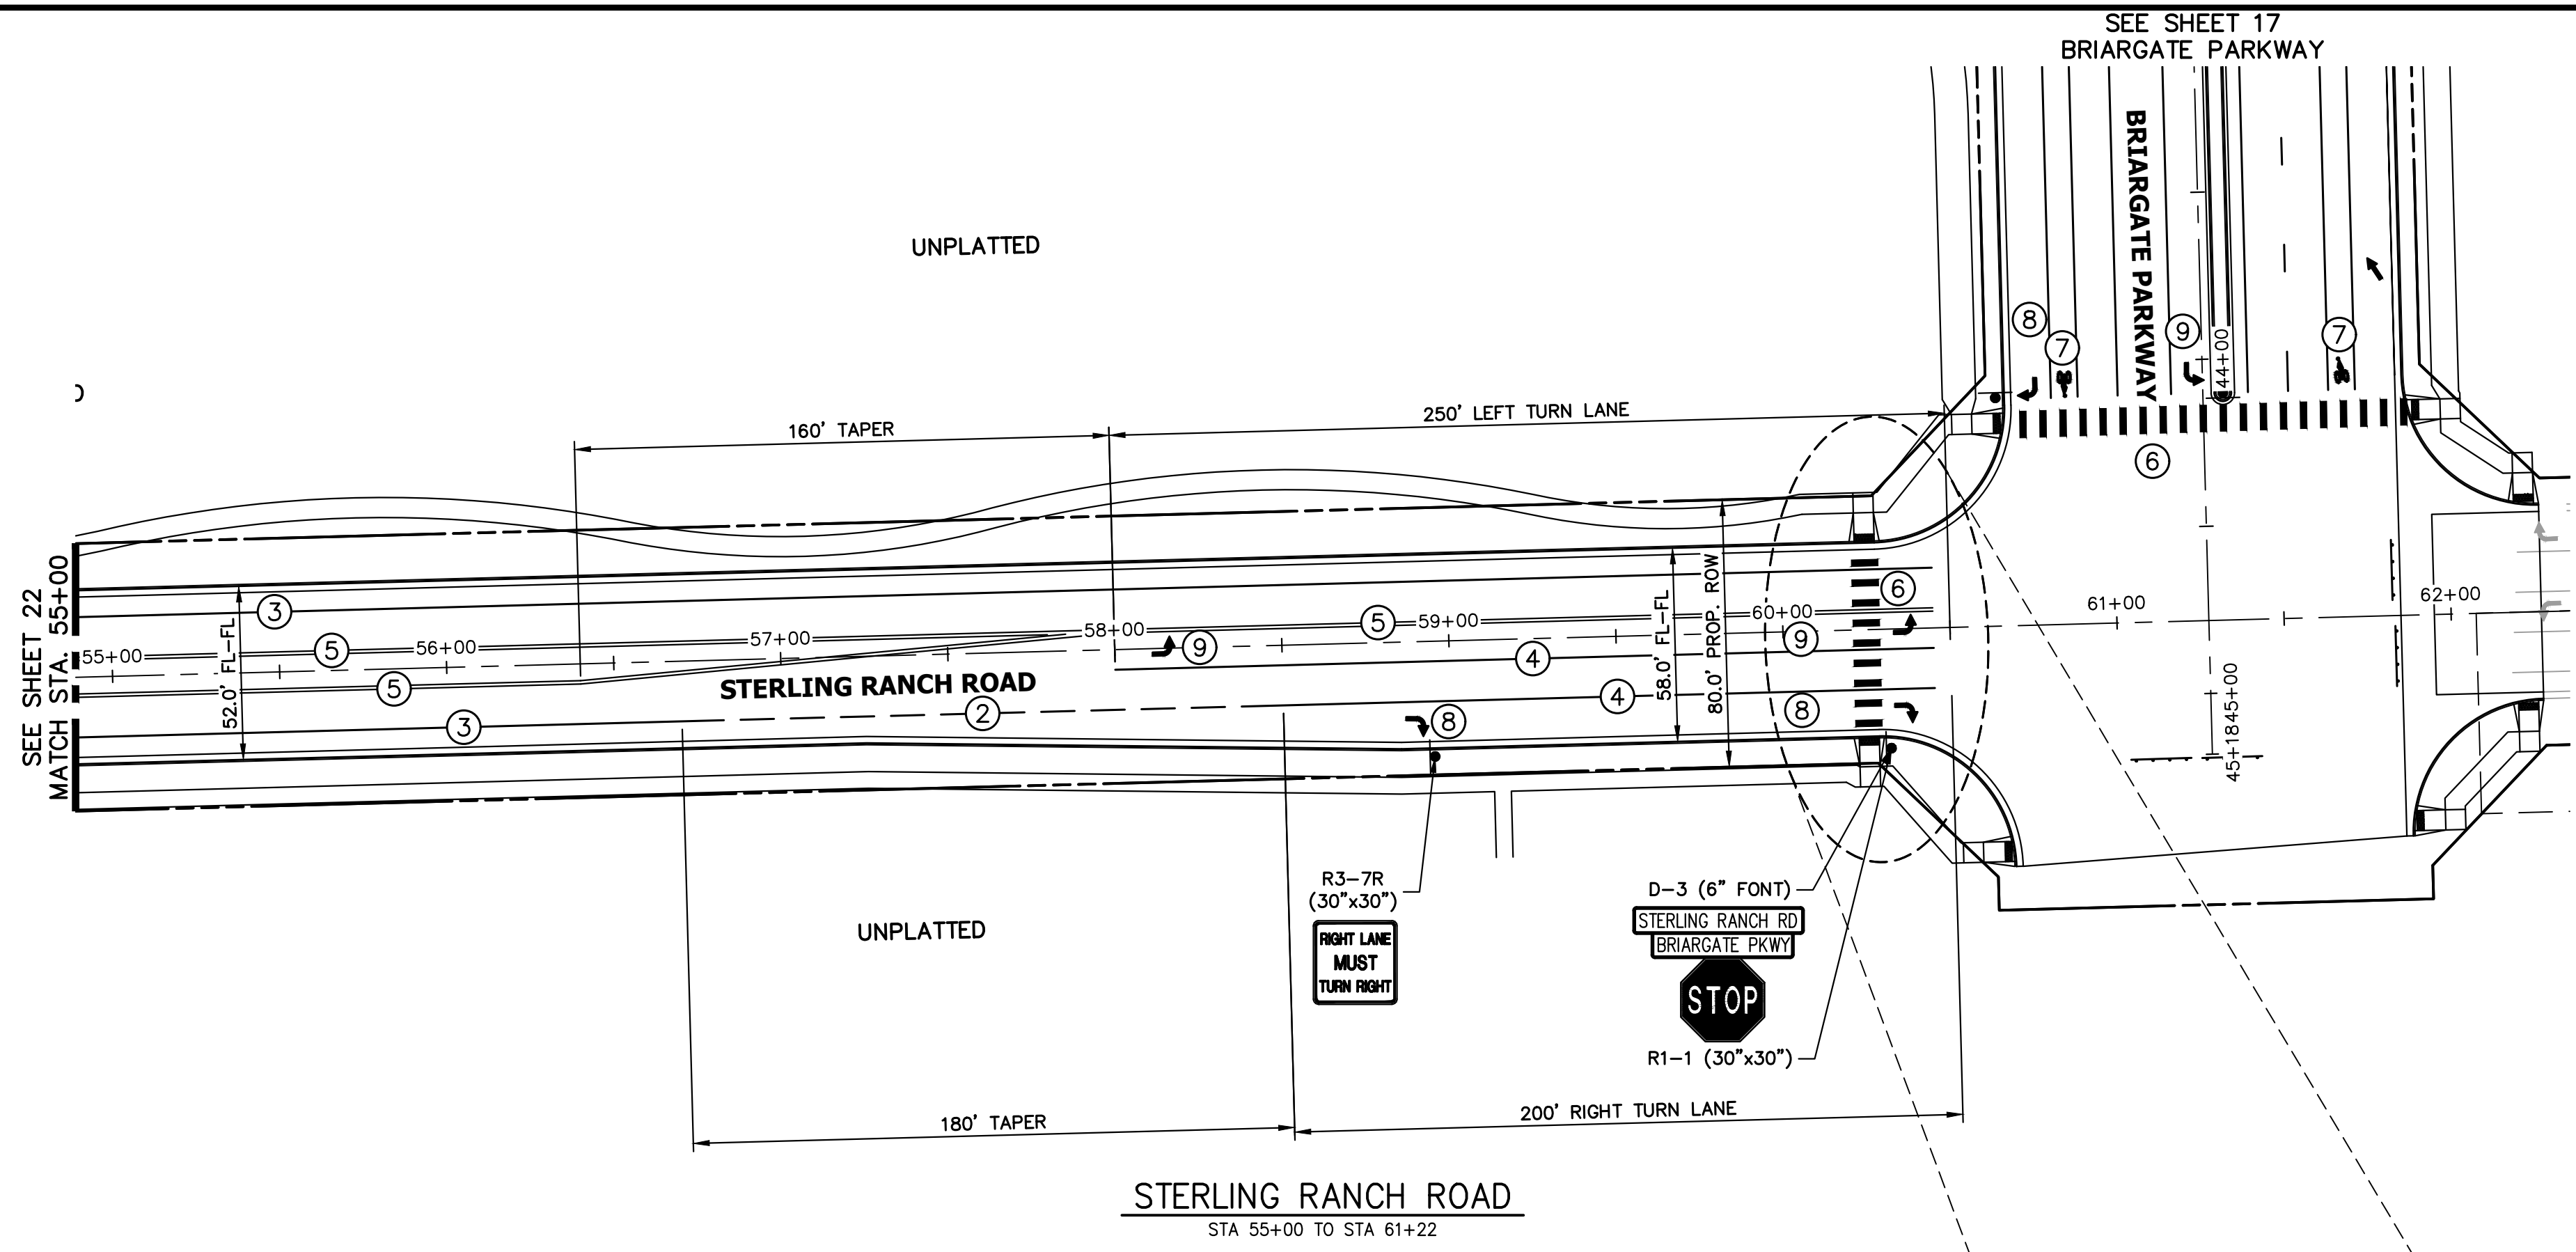 SEE SHEET 17
BRIARGATE PARKWAY
BRIARGATE PARKWAY
UNPLATTED
8
7
9
44+00
7
6
160' TAPER
250' LEFT TURN LANE
SEE SHEET 22
MATCH STA. 55+00
3
5
5
3
52.0' FL-FL
55+00
56+00
57+00
58+00
59+00
60+00
61+00
62+00
STERLING RANCH ROAD
2
9
5
4
4
8
58.0' FL-FL
80.0' PROP. ROW
6
9
8
45+1845+00
R3-7R
(30"x30")
RIGHT LANE
MUST
TURN RIGHT
D-3 (6" FONT)
STERLING RANCH RD
BRIARGATE PKWY
STOP
R1-1 (30"x30")
UNPLATTED
180' TAPER
200' RIGHT TURN LANE
STERLING RANCH ROAD
STA 55+00 TO STA 61+22